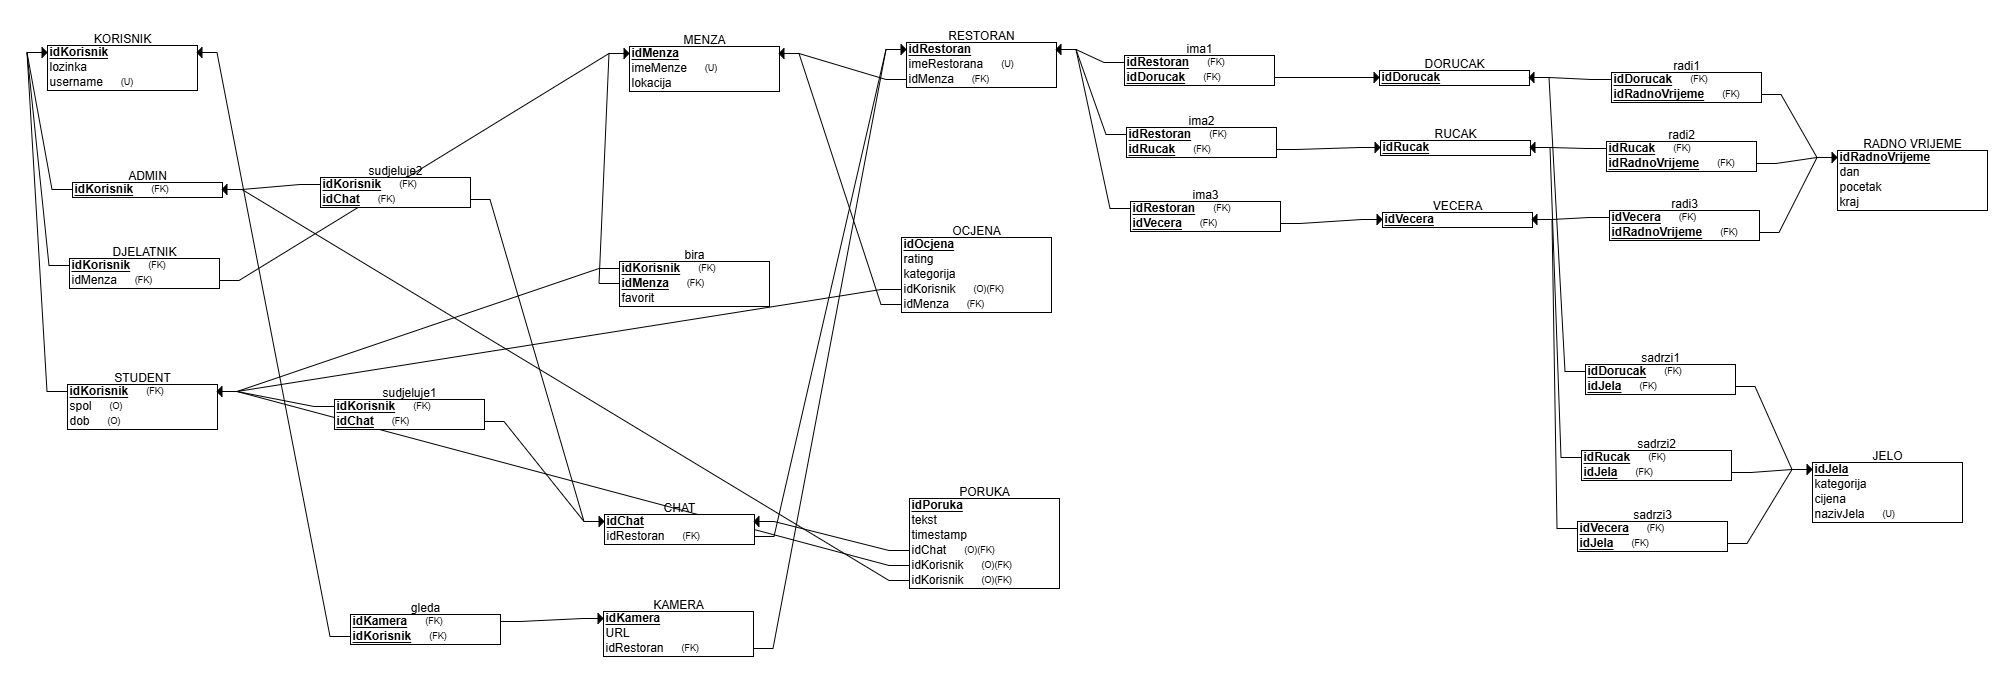 KORISNIK
idKorisnik
lozinka
username (U)
ADMIN
idKorisnik (FK)
DJELATNIK
idKorisnik (FK)
idMenza (FK)
STUDENT
idKorisnik (FK)
spol (O)
dob (O)
sudjeluje2
idKorisnik (FK)
idChat (FK)
sudjeluje1
idKorisnik (FK)
idChat (FK)
gleda
idKamera (FK)
idKorisnik (FK)
MENZA
idMenza
imeMenze (U)
lokacija
bira
idKorisnik (FK)
idMenza (FK)
favorit
CHAT
idChat
idRestoran (FK)
KAMERA
idKamera
URL
idRestoran (FK)
RESTORAN
idRestoran
imeRestorana (U)
idMenza (FK)
OCJENA
idOcjena
rating
kategorija
idKorisnik (O)(FK)
idMenza (FK)
PORUKA
idPoruka
tekst
timestamp
idChat (O)(FK)
idKorisnik (O)(FK)
idKorisnik (O)(FK)
ima1
idRestoran (FK)
idDorucak (FK)
ima2
idRestoran (FK)
idRucak (FK)
ima3
idRestoran (FK)
idVecera (FK)
DORUCAK
idDorucak
RUCAK
idRucak
VECERA
idVecera
radi1
idDorucak (FK)
idRadnoVrijeme (FK)
radi2
idRucak (FK)
idRadnoVrijeme (FK)
radi3
idVecera (FK)
idRadnoVrijeme (FK)
sadrzi1
idDorucak (FK)
idJela (FK)
sadrzi2
idRucak (FK)
idJela (FK)
sadrzi3
idVecera (FK)
idJela (FK)
RADNO VRIJEME
idRadnoVrijeme
dan
pocetak
kraj
JELO
idJela
kategorija
cijena
nazivJela (U)